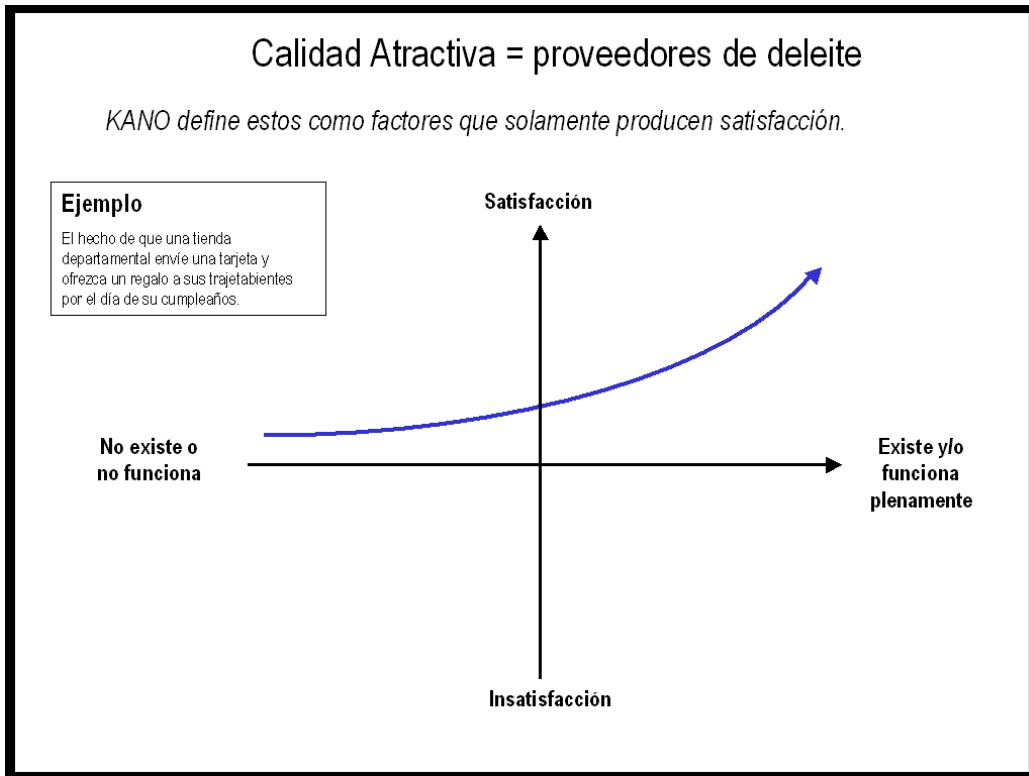 Calidad Atractiva = proveedores de deleite
KANO define estos como factores que solamente producen satisfacción.
Ejemplo
El hecho de que una tienda
departamental envíe una tarjeta y
ofrezca un regalo a sus trajetabientes
por el día de su cumpleaños.
Satisfacción
No existe o
no funciona
Existe y/o
funciona
plenamente
Insatisfacción